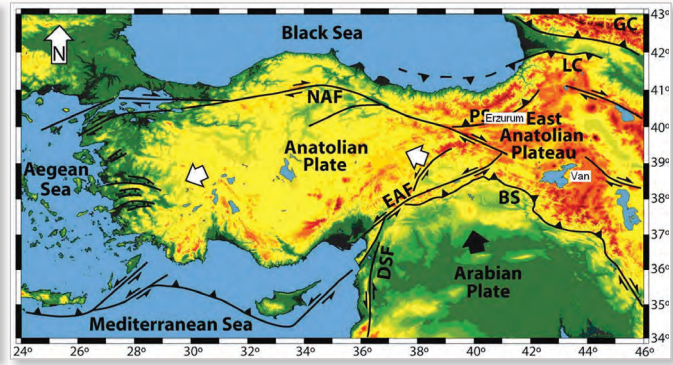 GC
43°
N
Black Sea
42°
LC
41°
NAF
PS
Erzurum
East
Anatolian
Plateau
40°
Anatolian
Plate
Aegean
Sea
39°
Van
EAF
BS
38°
37°
DSF
Arabian
Plate
36°
35°
Mediterranean Sea
34°
24° 26° 28° 30° 32° 34° 36° 38° 40° 42° 44° 46°